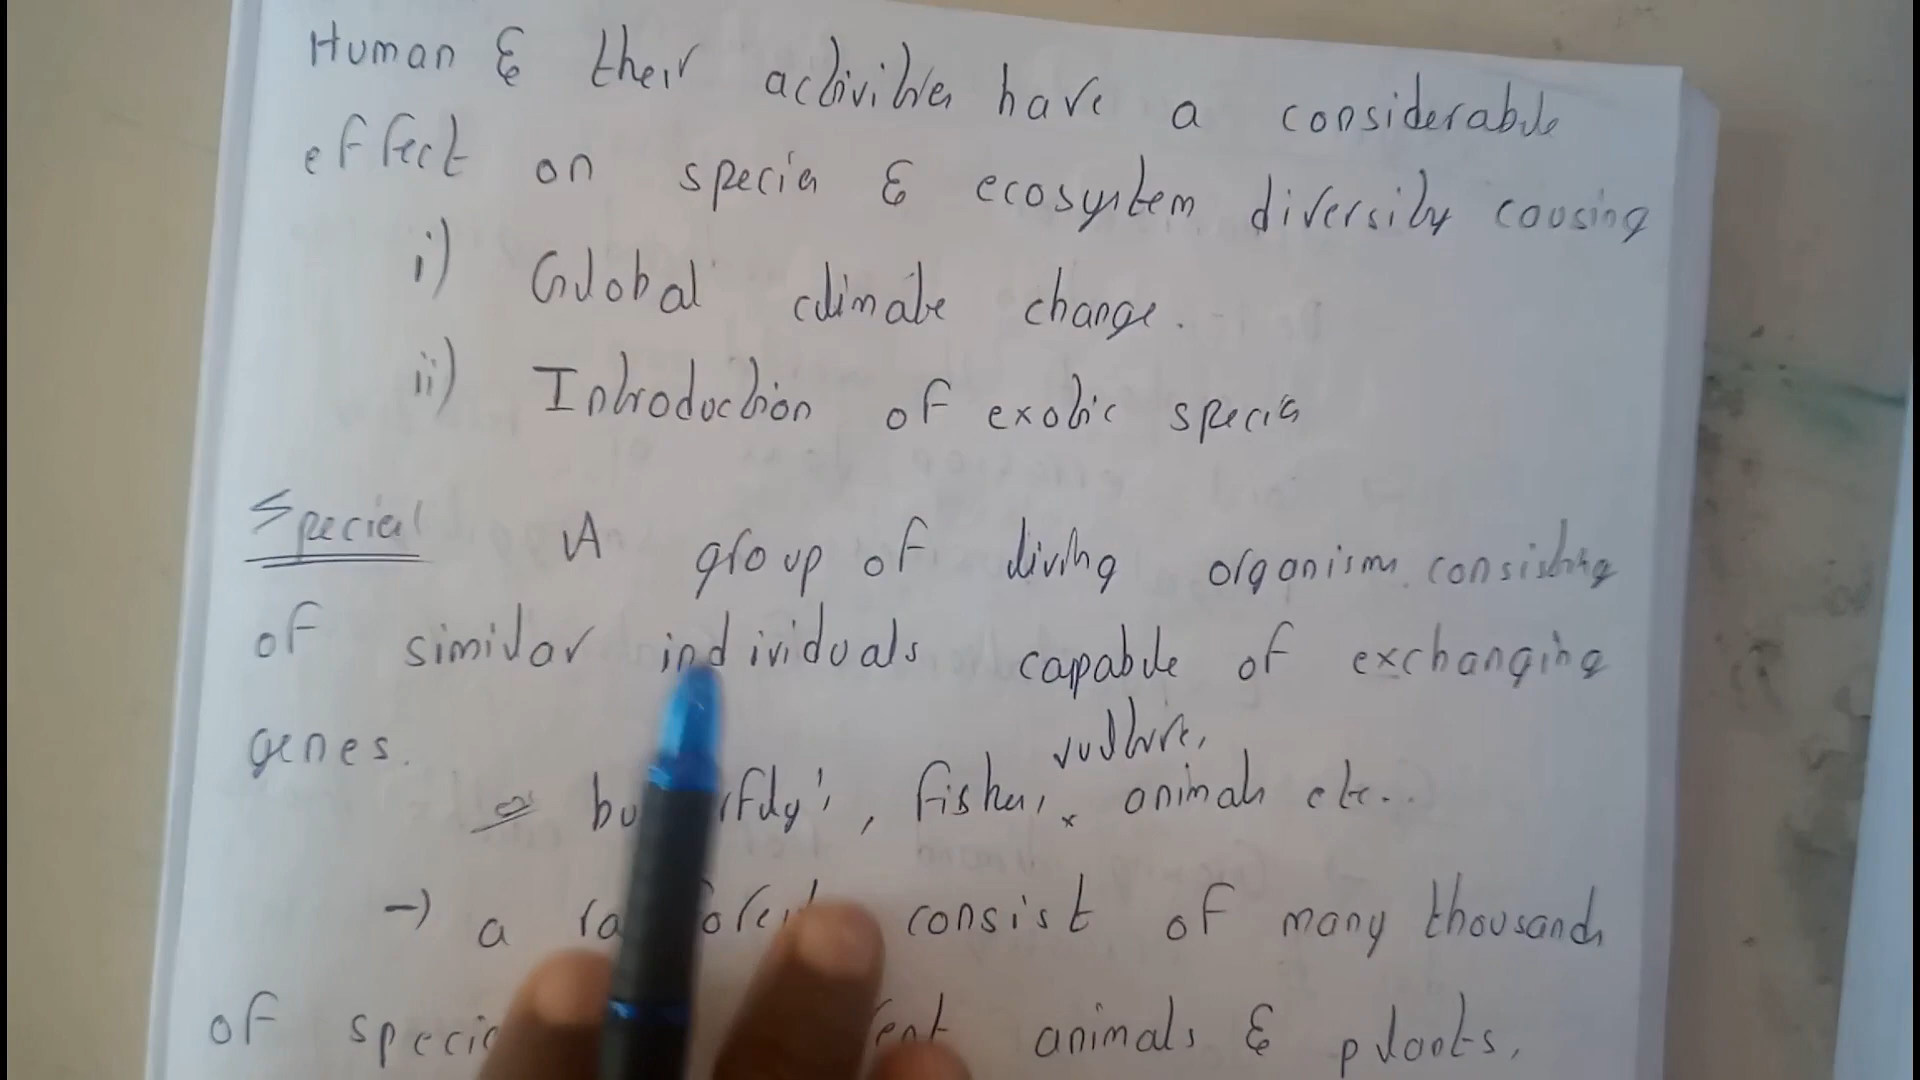 Human & their activities have a considerable
effect on species & ecosystem diversity causing
i) Global climate change.
ii) Introduction of exotic species
Species! A group of living organisms consisting
of similar individuals capable of exchanging
genes.
vulture,
butterfly's, fishes, x animals etc..
-> a consist of many thousands
of animals & plants,